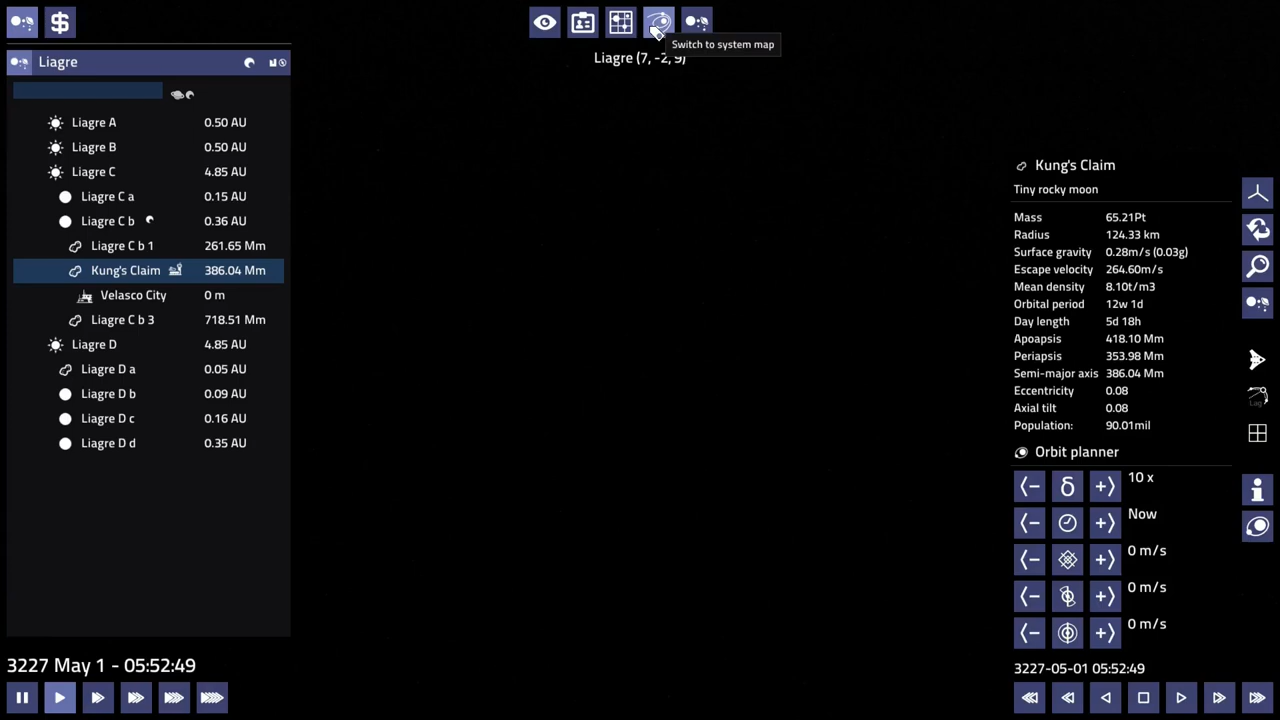 Switch to system map
Liagre (7, -2, 9)
Liagre
Liagre A 0.50 AU
Liagre B 0.50 AU
Liagre C 4.85 AU
Liagre C a 0.15 AU
Liagre C b 0.36 AU
Liagre C b 1 261.65 Mm
Kung's Claim 386.04 Mm
Velasco City 0 m
Liagre C b 3 718.51 Mm
Liagre D 4.85 AU
Liagre D a 0.05 AU
Liagre D b 0.09 AU
Liagre D c 0.16 AU
Liagre D d 0.35 AU
3227 May 1 - 05:52:49
Kung's Claim
Tiny rocky moon
Mass 65.21Pt
Radius 124.33 km
Surface gravity 0.28m/s (0.03g)
Escape velocity 264.60m/s
Mean density 8.10t/m3
Orbital period 12w 1d
Day length 5d 18h
Apoapsis 418.10 Mm
Periapsis 353.98 Mm
Semi-major axis 386.04 Mm
Eccentricity 0.08
Axial tilt 0.08
Population: 90.01mil
Lag
Orbit planner
10 x
Now
0 m/s
0 m/s
0 m/s
3227-05-01 05:52:49